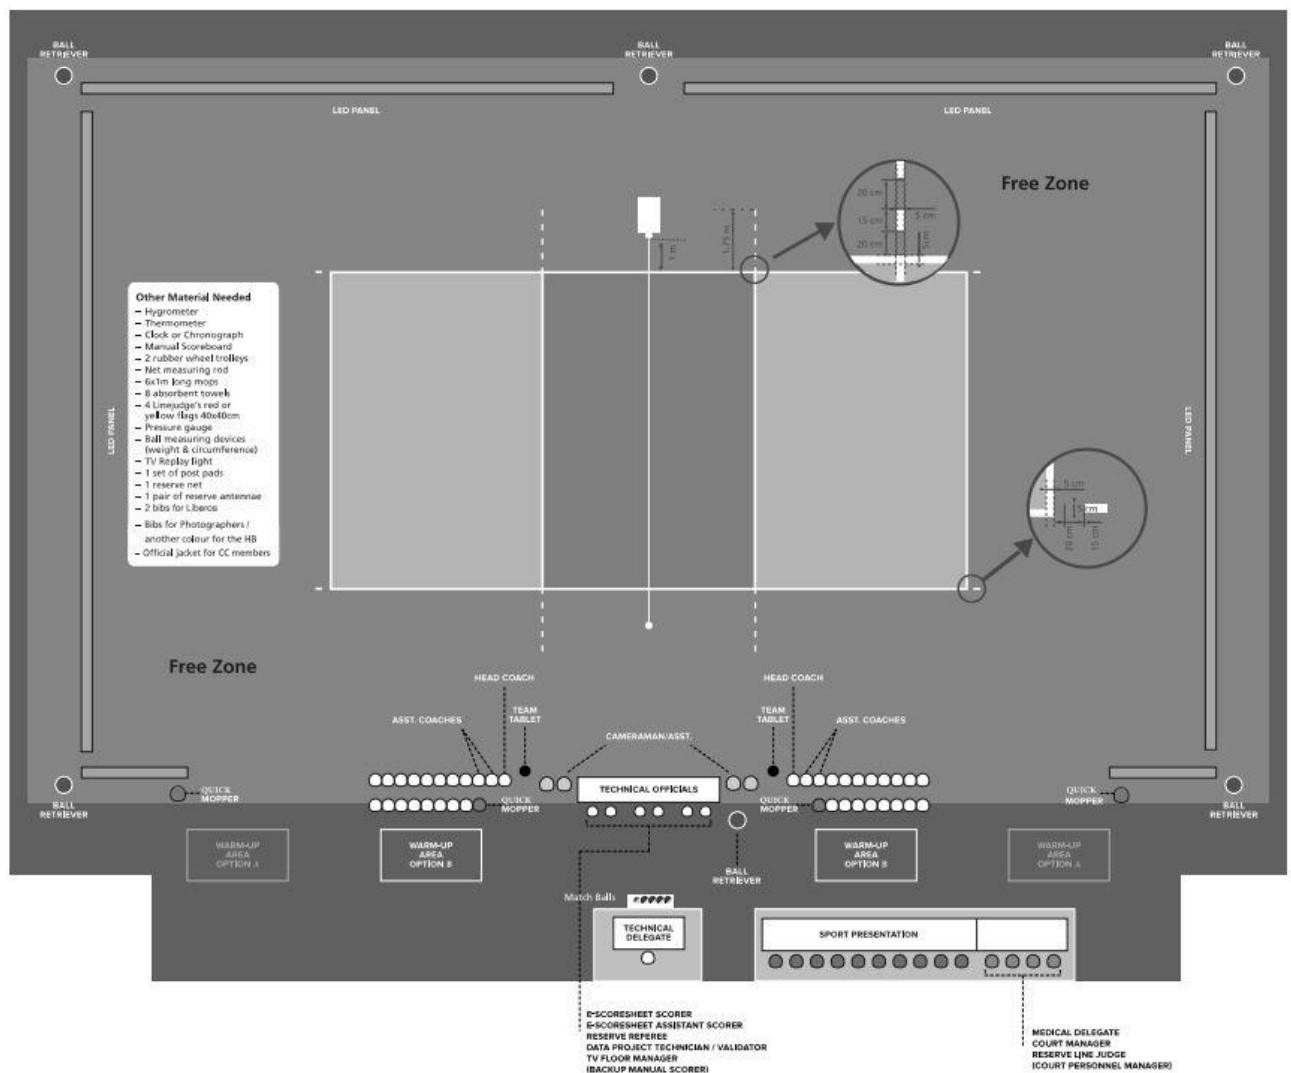 BALL
RETRIEVER
BALL
RETRIEVER
BALL
RETRIEVER
LED PANEL
LED PANEL
Free Zone
20 cm
15 cm
20 cm
5 cm
5cm
1 m
1.75 m
Other Material Needed
– Hygrometer
– Thermometer
– Clock or Chronograph
– Manual Scoreboard
– 2 rubber wheel trolleys
– Net measuring rod
– 6x1m long mops
– 8 absorbent towels
– 4 Linejudge's red or
yellow flags 40x40cm
– Pressure gauge
– Ball measuring devices
(weight & circumference)
– TV Replay light
– 1 set of post pads
– 1 reserve net
– 1 pair of reserve antennae
– 2 bibs for Liberos
– Bibs for Photographers /
another colour for the HB
– Official jacket for CC members
LED PANEL
LED PANEL
5 cm
5 cm
20 cm
15 cm
Free Zone
HEAD COACH
HEAD COACH
TEAM
TABLET
TEAM
TABLET
ASST. COACHES
ASST. COACHES
CAMERAMAN/ASST.
BALL
RETRIEVER
QUICK
MOPPER
QUICK
MOPPER
TECHNICAL OFFICIALS
QUICK
MOPPER
QUICK
MOPPER
BALL
RETRIEVER
WARM-UP
AREA
OPTION A
WARM-UP
AREA
OPTION B
WARM-UP
AREA
OPTION B
WARM-UP
AREA
OPTION A
BALL
RETRIEVER
Match Balls
TECHNICAL
DELEGATE
SPORT PRESENTATION
E-SCORESHEET SCORER
E-SCORESHEET ASSISTANT SCORER
RESERVE REFEREE
DATA PROJECT TECHNICIAN / VALIDATOR
TV FLOOR MANAGER
(BACKUP MANUAL SCORER)
MEDICAL DELEGATE
COURT MANAGER
RESERVE LINE JUDGE
(COURT PERSONNEL MANAGER)